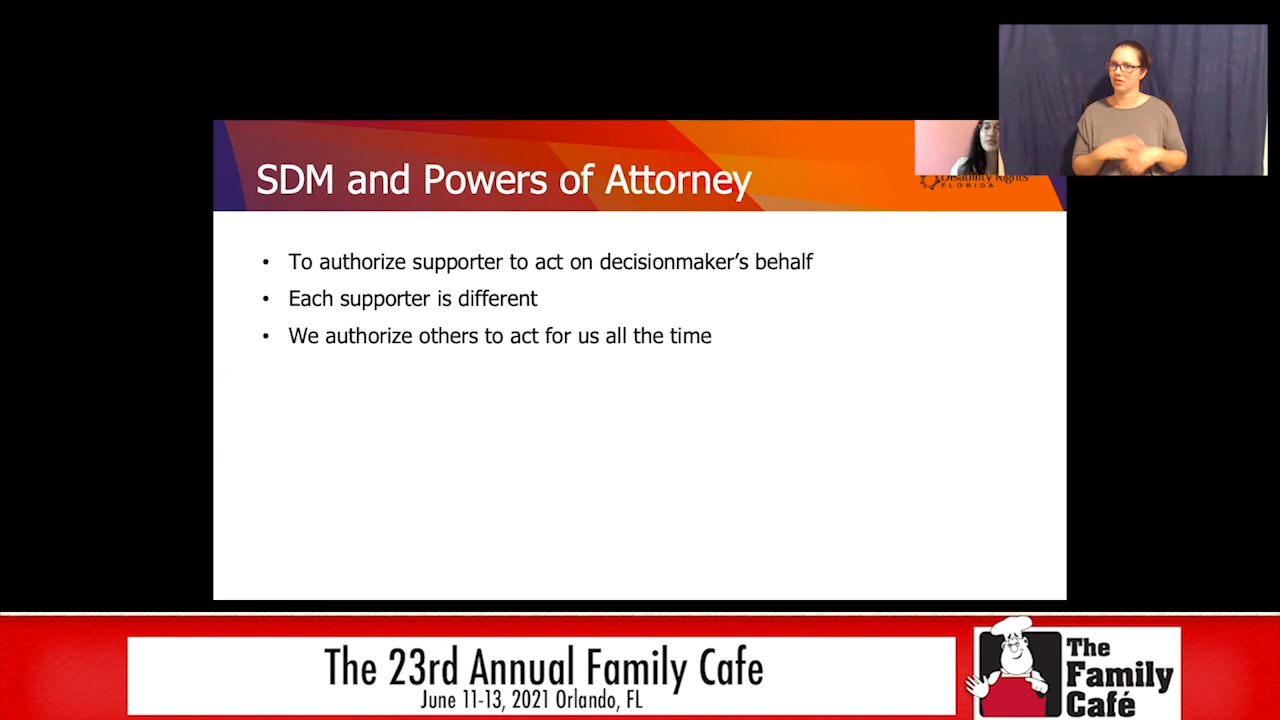 SDM and Powers of Attorney
Disability Rights
FLORIDA
• To authorize supporter to act on decisionmaker's behalf
• Each supporter is different
• We authorize others to act for us all the time
The 23rd Annual Family Cafe
June 11-13, 2021 Orlando, FL
The
Family
Café